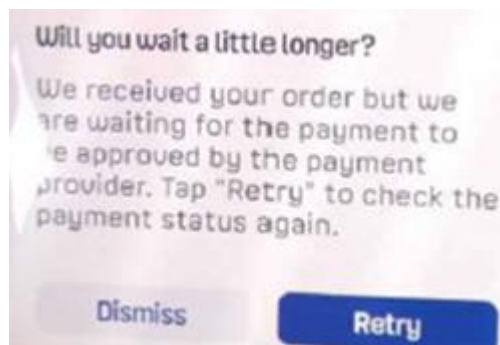 Will you wait a little longer?
We received your order but we
are waiting for the payment to
be approved by the payment
provider. Tap "Retry" to check the
payment status again.
Dismiss
Retry